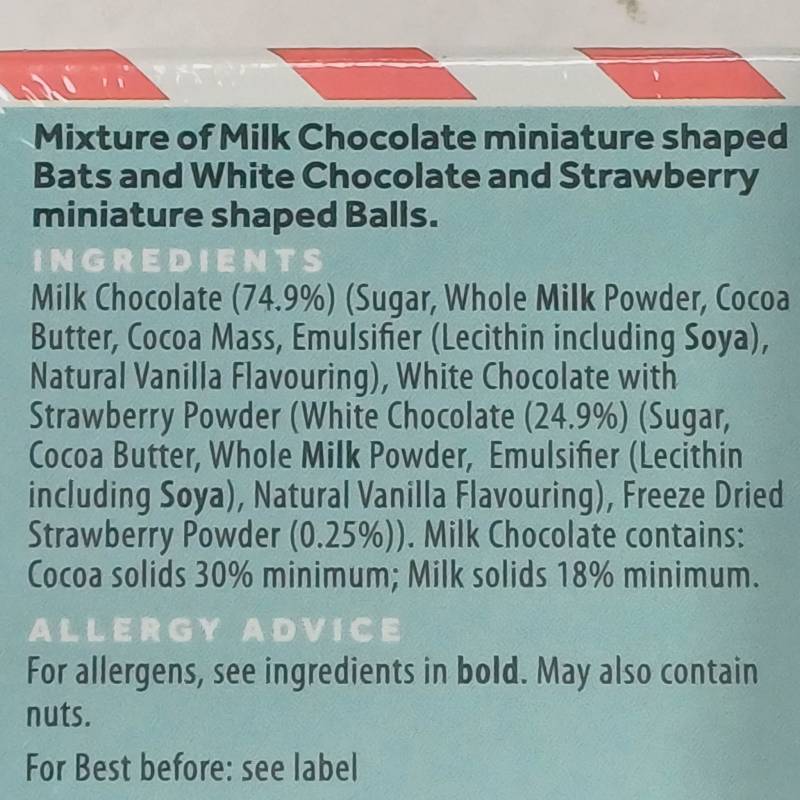 Mixture of Milk Chocolate miniature shaped
Bats and White Chocolate and Strawberry
miniature shaped Balls.
INGREDIENTS
Milk Chocolate (74.9%) (Sugar, Whole Milk Powder, Cocoa
Butter, Cocoa Mass, Emulsifier (Lecithin including Soya),
Natural Vanilla Flavouring), White Chocolate with
Strawberry Powder (White Chocolate (24.9%) (Sugar,
Cocoa Butter, Whole Milk Powder, Emulsifier (Lecithin
including Soya), Natural Vanilla Flavouring), Freeze Dried
Strawberry Powder (0.25%)). Milk Chocolate contains:
Cocoa solids 30% minimum; Milk solids 18% minimum.
ALLERGY ADVICE
For allergens, see ingredients in bold. May also contain
nuts.
For Best before: see label